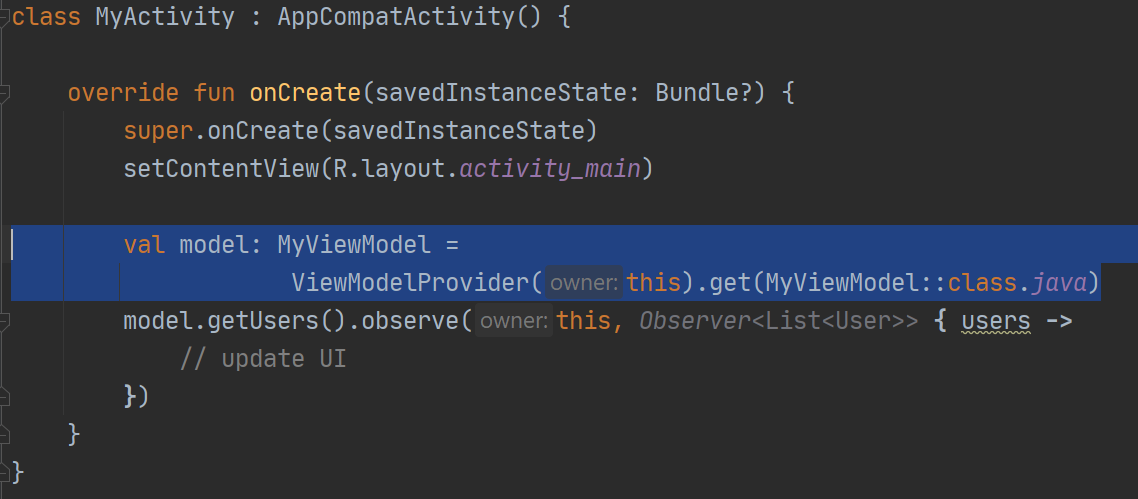 class MyActivity : AppCompatActivity() {
override fun onCreate(savedInstanceState: Bundle?) {
super.onCreate(savedInstanceState)
setContentView(R.layout.activity_main)
val model: MyViewModel =
ViewModelProvider( owner: this).get(MyViewModel::class.java)
model.getUsers().observe( owner: this, Observer<List<User>> { users ->
// update UI
})
}
}